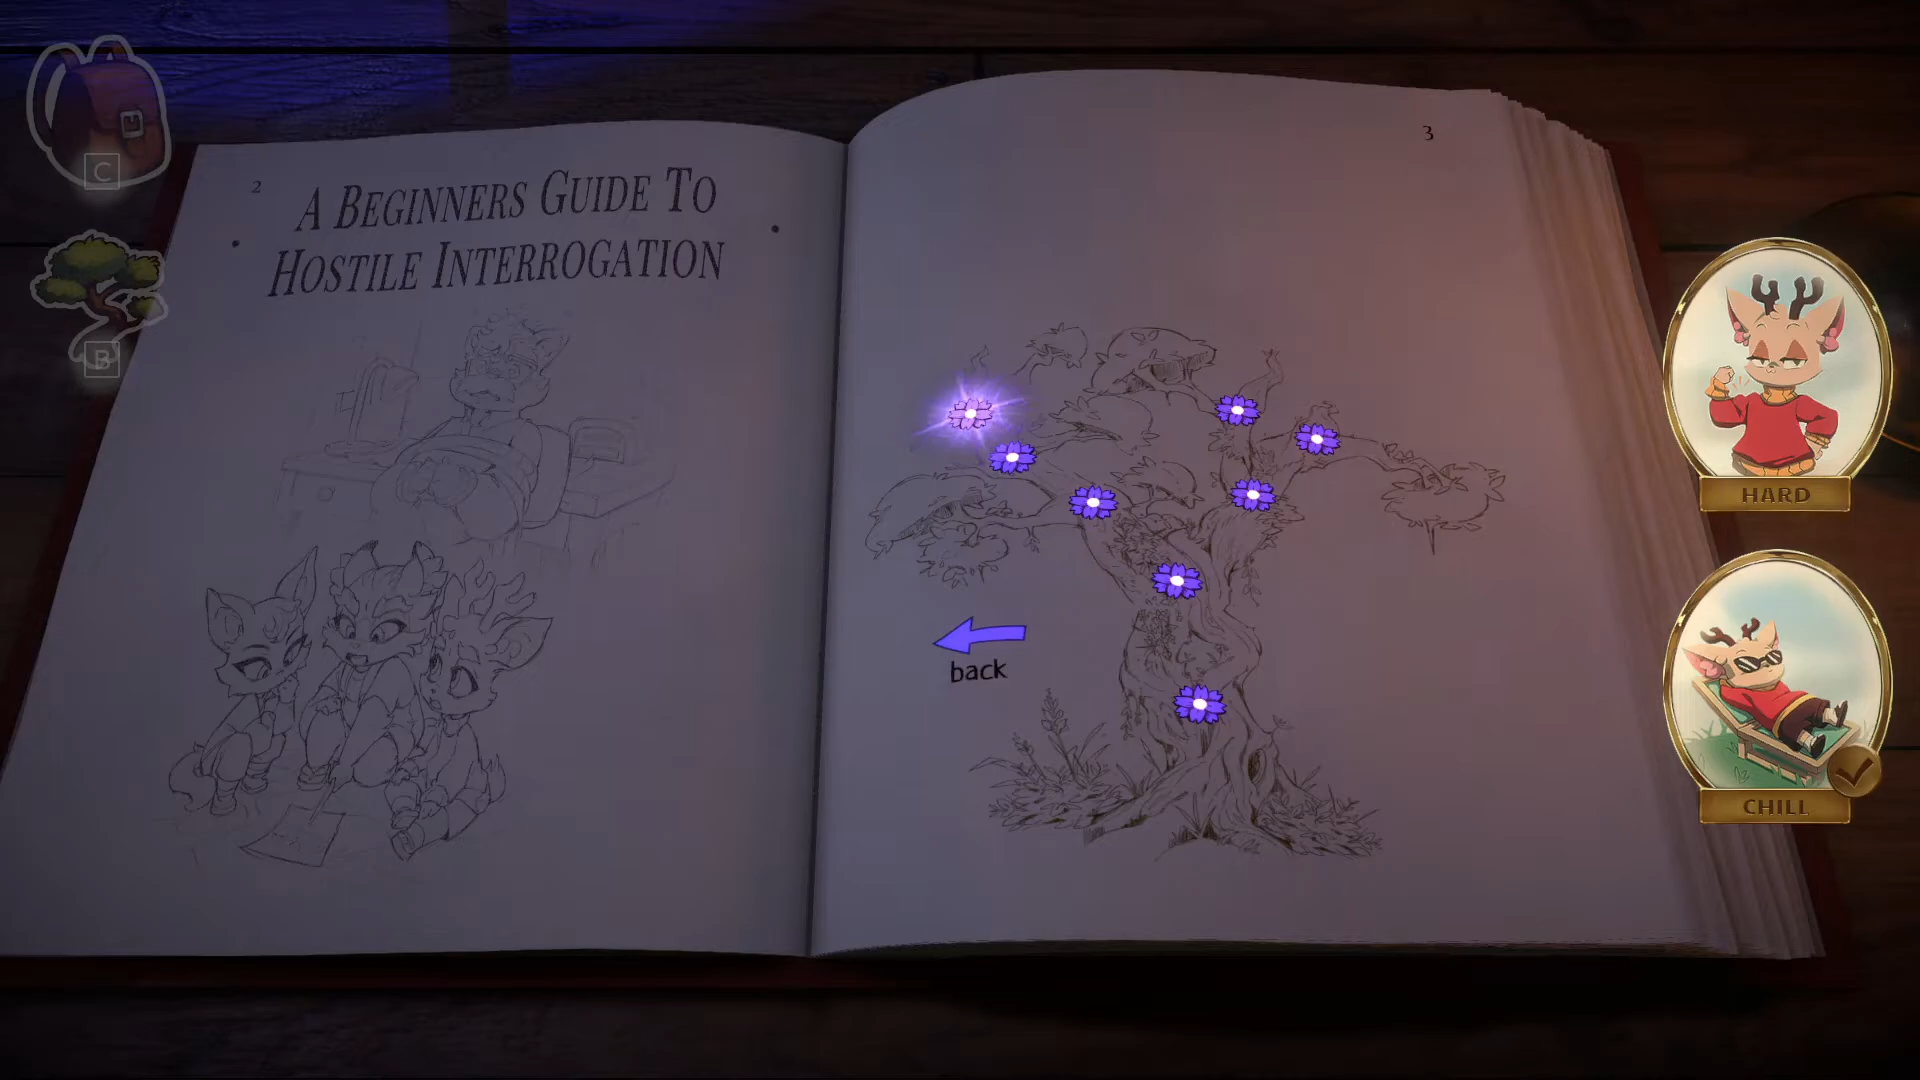 C
B
2
A BEGINNERS GUIDE TO
HOSTILE INTERROGATION
3
back
HARD
CHILL